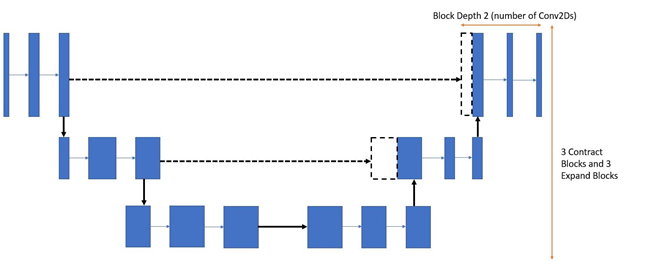 Block Depth 2 (number of Conv2Ds)
3 Contract
Blocks and 3
Expand Blocks